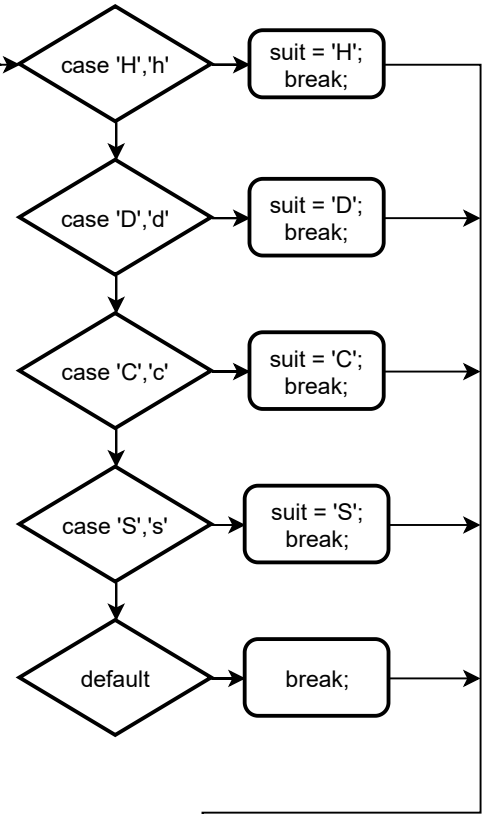 case 'H','h'
suit = 'H';
break;
case 'D','d'
suit = 'D';
break;
case 'C','c'
suit = 'C';
break;
case 'S','s'
suit = 'S';
break;
default
break;